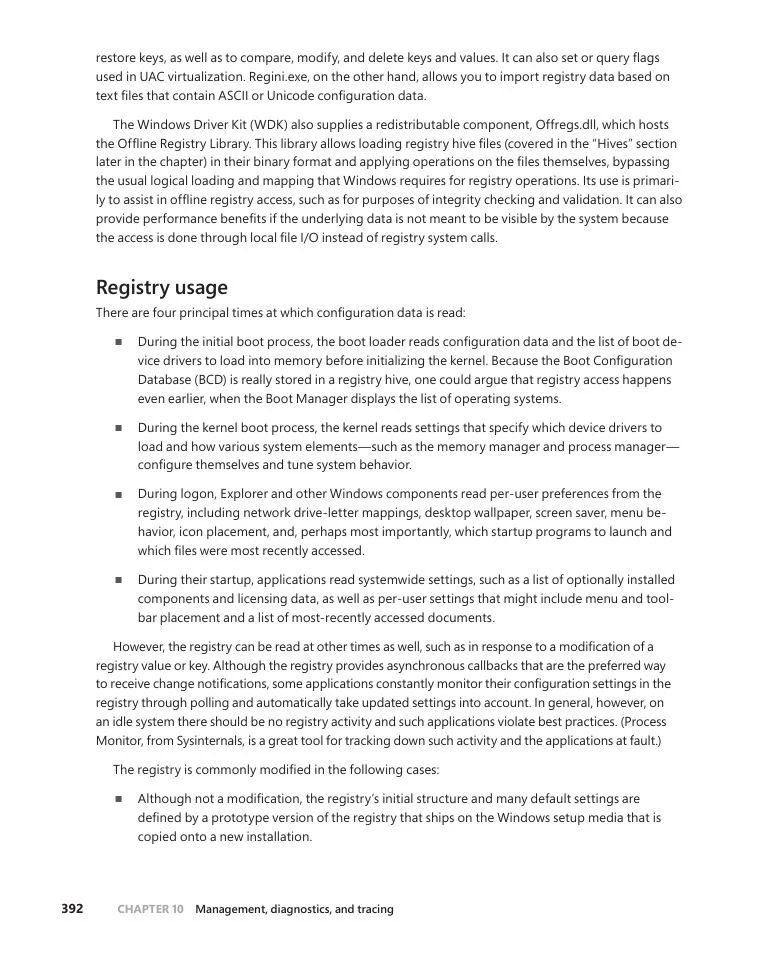 restore keys, as well as to compare, modify, and delete keys and values. It can also set or query flags
used in UAC virtualization. Regini.exe, on the other hand, allows you to import registry data based on
text files that contain ASCII or Unicode configuration data.
The Windows Driver Kit (WDK) also supplies a redistributable component, Offregs.dll, which hosts
the Offline Registry Library. This library allows loading registry hive files (covered in the “Hives” section
later in the chapter) in their binary format and applying operations on the files themselves, bypassing
the usual logical loading and mapping that Windows requires for registry operations. Its use is primari-
ly to assist in offline registry access, such as for purposes of integrity checking and validation. It can also
provide performance benefits if the underlying data is not meant to be visible by the system because
the access is done through local file I/O instead of registry system calls.
Registry usage
There are four principal times at which configuration data is read:
■ During the initial boot process, the boot loader reads configuration data and the list of boot de-
vice drivers to load into memory before initializing the kernel. Because the Boot Configuration
Database (BCD) is really stored in a registry hive, one could argue that registry access happens
even earlier, when the Boot Manager displays the list of operating systems.
■ During the kernel boot process, the kernel reads settings that specify which device drivers to
load and how various system elements—such as the memory manager and process manager—
configure themselves and tune system behavior.
■ During logon, Explorer and other Windows components read per-user preferences from the
registry, including network drive-letter mappings, desktop wallpaper, screen saver, menu be-
havior, icon placement, and, perhaps most importantly, which startup programs to launch and
which files were most recently accessed.
■ During their startup, applications read systemwide settings, such as a list of optionally installed
components and licensing data, as well as per-user settings that might include menu and tool-
bar placement and a list of most-recently accessed documents.
However, the registry can be read at other times as well, such as in response to a modification of a
registry value or key. Although the registry provides asynchronous callbacks that are the preferred way
to receive change notifications, some applications constantly monitor their configuration settings in the
registry through polling and automatically take updated settings into account. In general, however, on
an idle system there should be no registry activity and such applications violate best practices. (Process
Monitor, from Sysinternals, is a great tool for tracking down such activity and the applications at fault.)
The registry is commonly modified in the following cases:
■ Although not a modification, the registry’s initial structure and many default settings are
defined by a prototype version of the registry that ships on the Windows setup media that is
copied onto a new installation.
392 CHAPTER 10 Management, diagnostics, and tracing